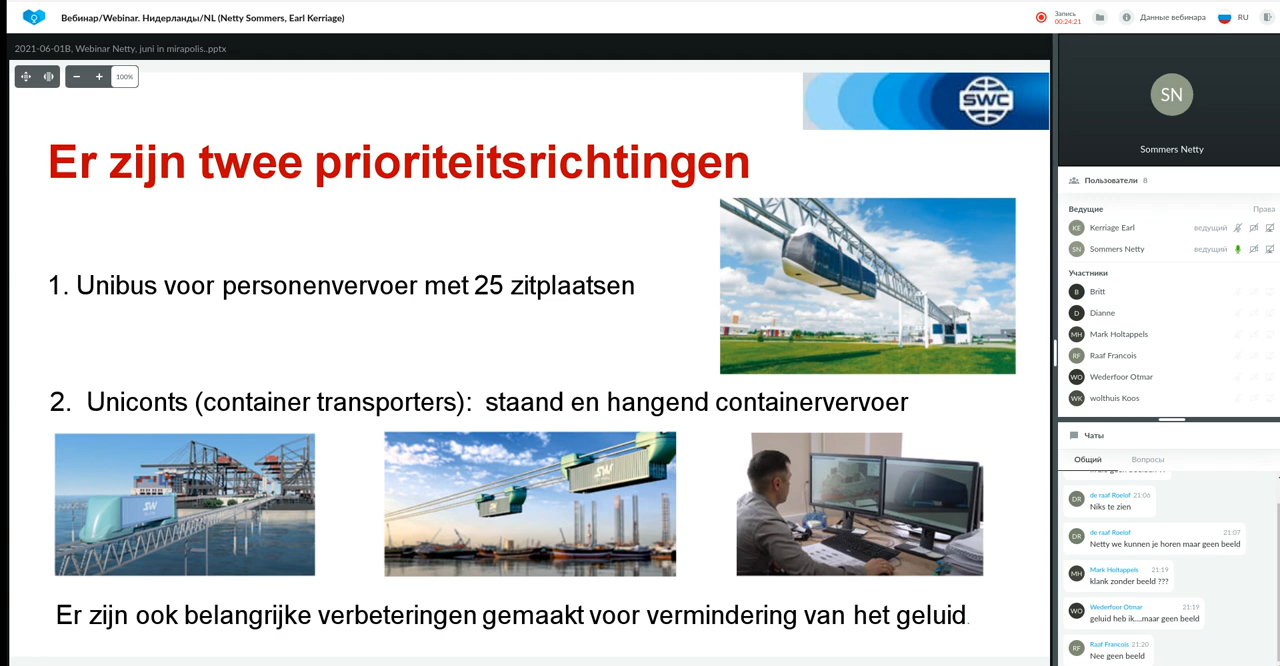 Вебинар/Webinar. Нидерланды/NL (Netty Sommers, Earl Kerriage)
Запись
00:24:21
Данные вебинара
RU
2021-06-01B, Webinar Netty, juni in mirapolis..pptx
100%
SWC
Er zijn twee prioriteitsrichtingen
1. Unibus voor personenvervoer met 25 zitplaatsen
2. Uniconts (container transporters): staand en hangend containervervoer
SW
SW
Er zijn ook belangrijke verbeteringen gemaakt voor vermindering van het geluid.
SN
Sommers Netty
Пользователи 8
Ведущие Права
KE Kerriage Earl ведущий
SN Sommers Netty ведущий
Участники
B Britt
D Dianne
MH Mark Holtappels
RF Raaf Francois
WO Wederfoor Otmar
WK wolthuis Koos
Чаты
Общий Вопросы
DR de raaf Roelof 21:06
Niks te zien
DR de raaf Roelof 21:07
Netty we kunnen je horen maar geen beeld
MH Mark Holtappels 21:19
klank zonder beeld ???
WO Wederfoor Otmar 21:19
geluid heb ik....maar geen beeld
RF Raaf Francois 21:20
Nee geen beeld